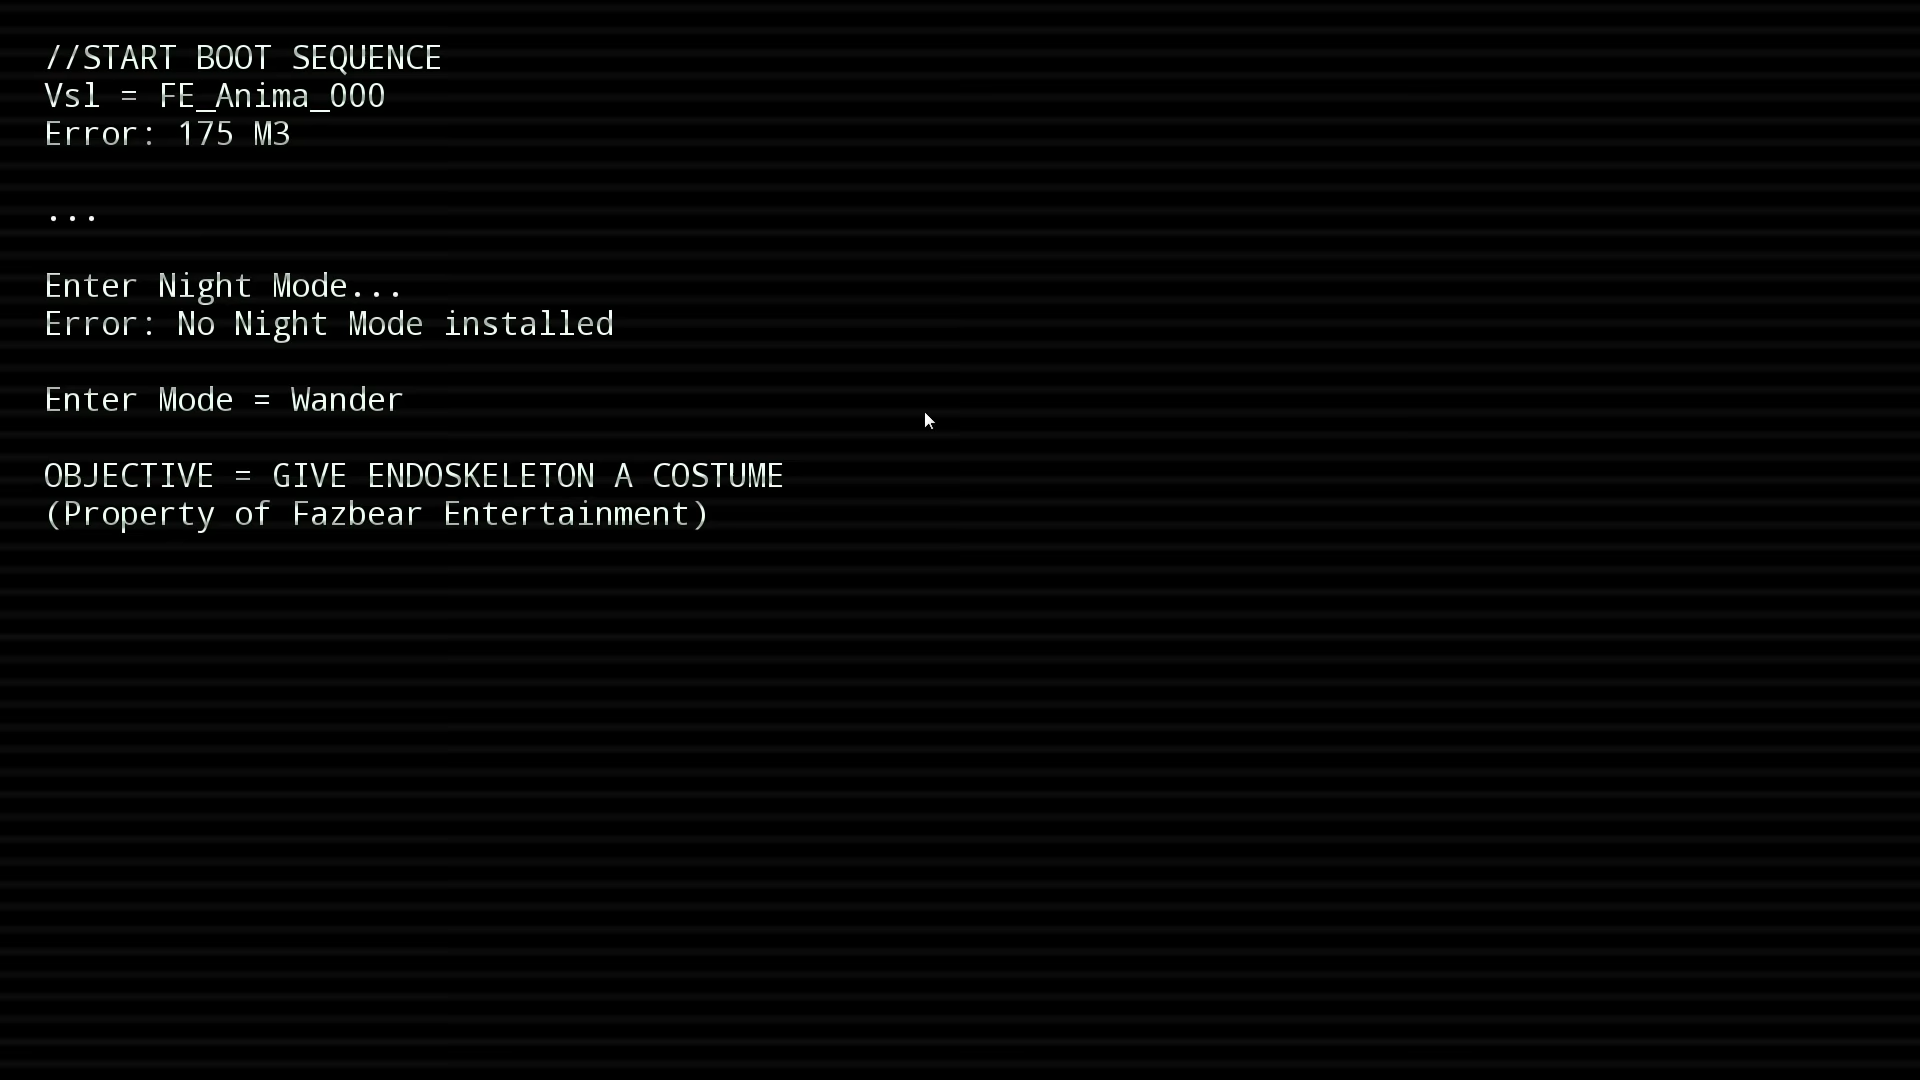 //START BOOT SEQUENCE
Vsl = FE_Anima_000
Error: 175 M3
...
Enter Night Mode...
Error: No Night Mode installed
Enter Mode = Wander
OBJECTIVE = GIVE ENDOSKELETON A COSTUME
(Property of Fazbear Entertainment)